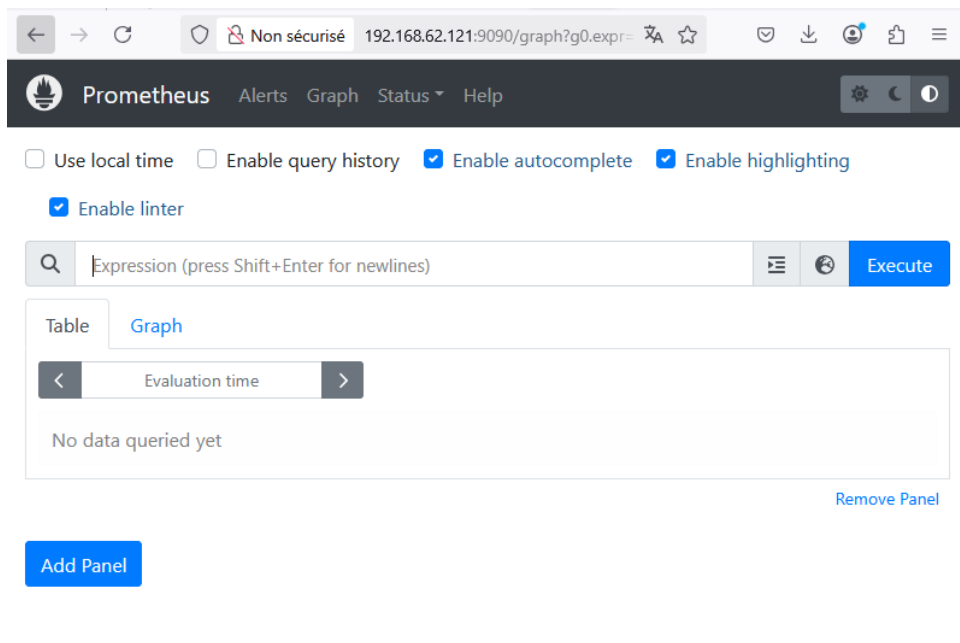 Non sécurisé 192.168.62.121:9090/graph?g0.expr=
Prometheus Alerts Graph Status Help
Use local time Enable query history Enable autocomplete Enable highlighting
Enable linter
Expression (press Shift+Enter for newlines) Execute
Table Graph
Evaluation time
No data queried yet
Remove Panel
Add Panel